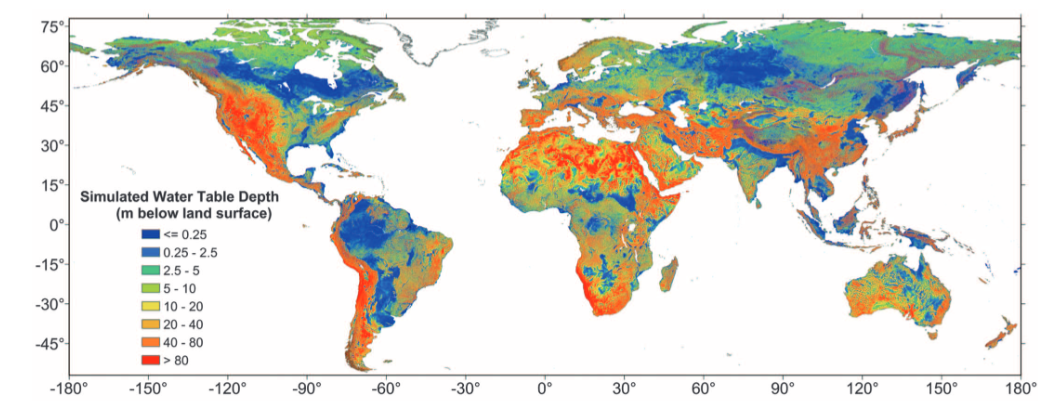 75°
60°
45°
30°
15°
0°
-15°
-30°
-45°
Simulated Water Table Depth
(m below land surface)
<= 0.25
0.25 - 2.5
2.5 - 5
5 - 10
10 - 20
20 - 40
40 - 80
> 80
-180 -150° -120° -90° -60° -30 0° 30° 60° 90° 120° 150° 180°